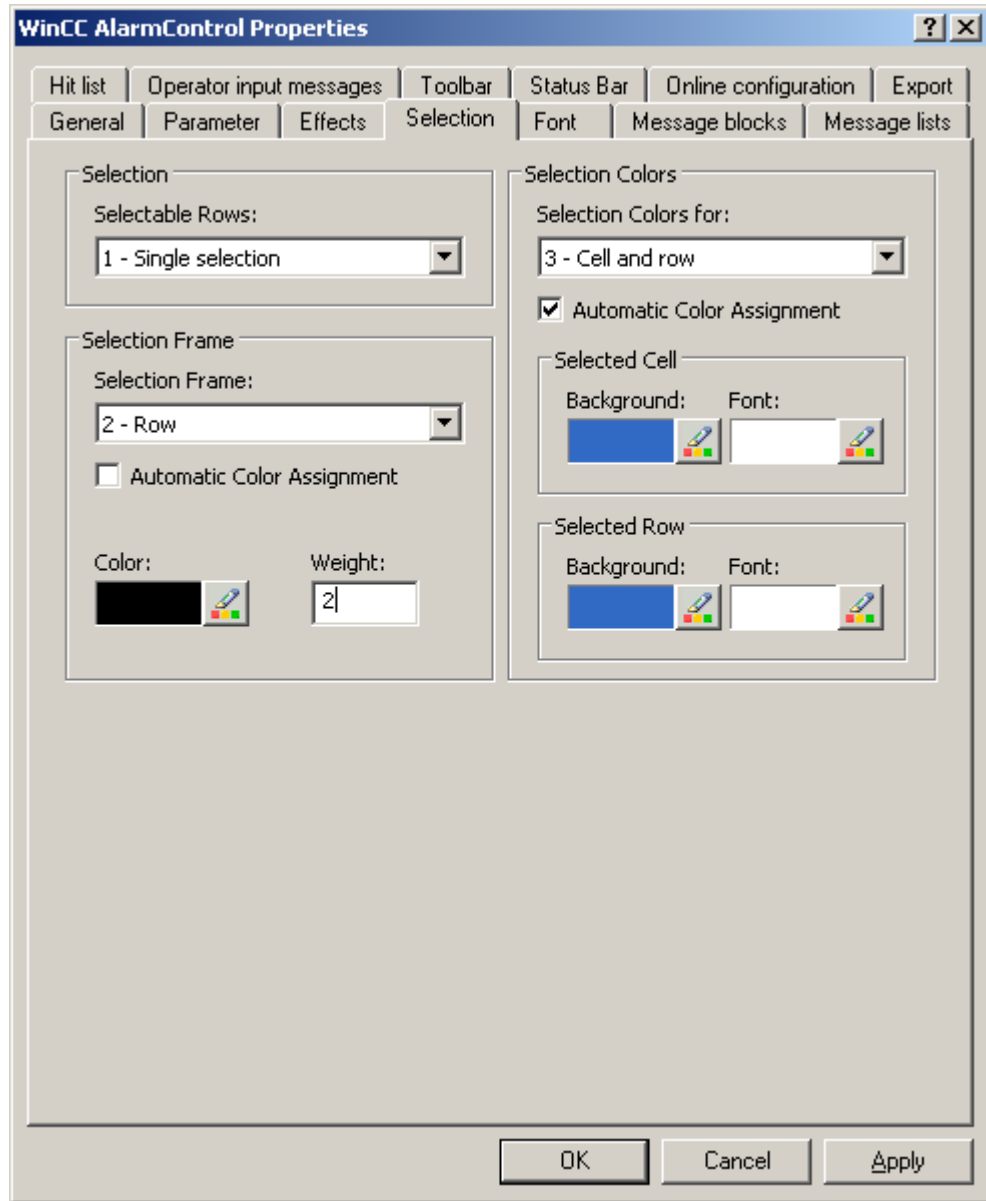 WinCC AlarmControl Properties
Hit list Operator input messages Toolbar Status Bar Online configuration Export
General Parameter Effects Selection Font Message blocks Message lists
Selection
Selectable Rows:
1 - Single selection
Selection Frame
Selection Frame:
2 - Row
Automatic Color Assignment
Color: Weight:
2
Selection Colors
Selection Colors for:
3 - Cell and row
Automatic Color Assignment
Selected Cell
Background: Font:
Selected Row
Background: Font:
OK Cancel Apply